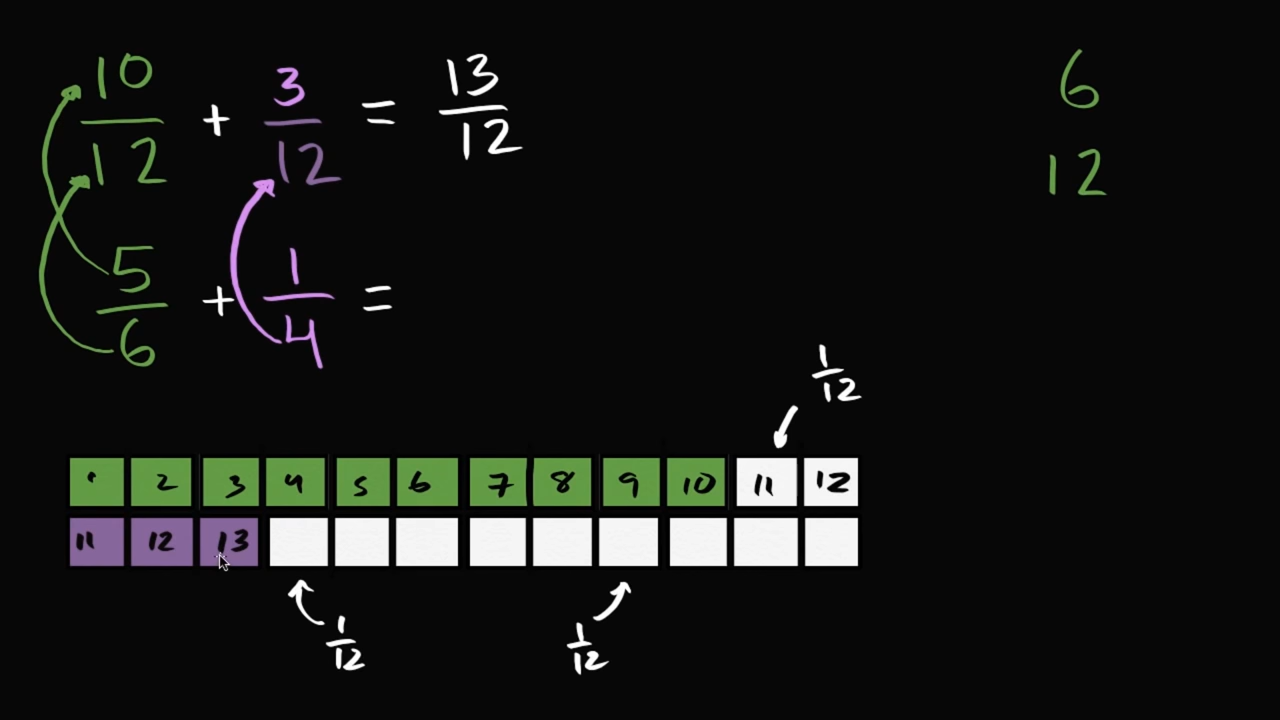 10/12 + 3/12 = 13/12
6
12
5/6 + 1/4 =
1/12
1 2 3 4 5 6 7 8 9 10 11 12
11 12 13
1/12 1/12